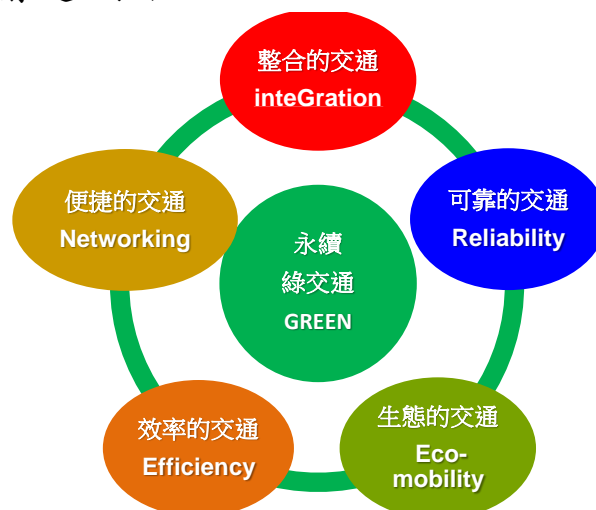 整合的交通
inteGration
便捷的交通
Networking
可靠的交通
Reliability
永續
綠交通
GREEN
效率的交通
Efficiency
生態的交通
Eco-
mobility